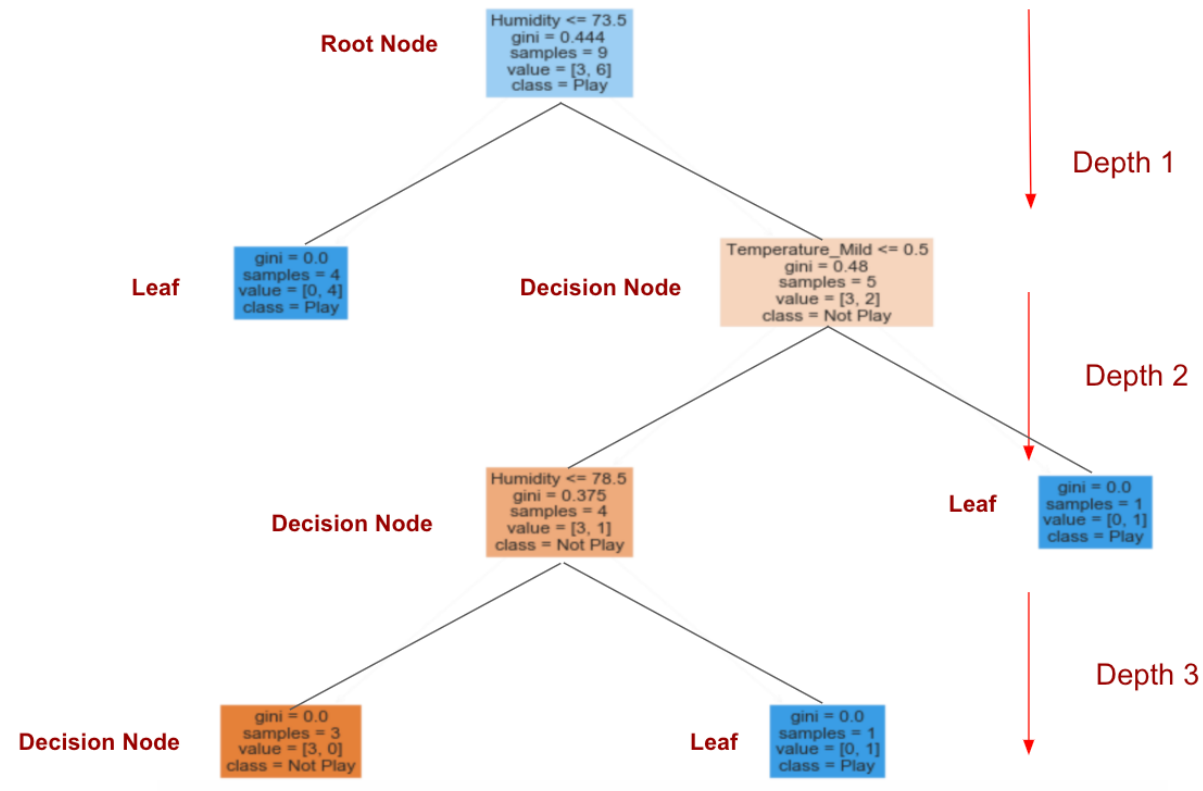 Root Node
Humidity <= 73.5
gini = 0.444
samples = 9
value = [3, 6]
class = Play
Depth 1
Leaf
gini = 0.0
samples = 4
value = [0, 4]
class = Play
Decision Node
Temperature_Mild <= 0.5
gini = 0.48
samples = 5
value = [3, 2]
class = Not Play
Depth 2
Decision Node
Humidity <= 78.5
gini = 0.375
samples = 4
value = [3, 1]
class = Not Play
Leaf
gini = 0.0
samples = 1
value = [0, 1]
class = Play
Depth 3
Decision Node
gini = 0.0
samples = 3
value = [3, 0]
class = Not Play
Leaf
gini = 0.0
samples = 1
value = [0, 1]
class = Play